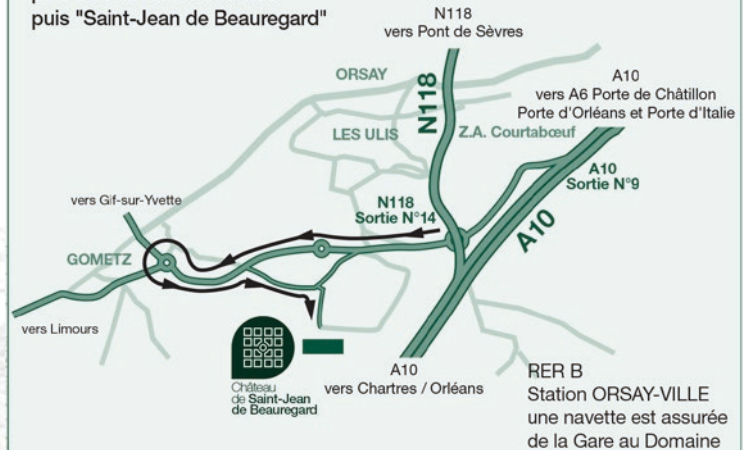 puis "Saint-Jean de Beauregard"
N118
vers Pont de Sèvres
ORSAY
A10
vers A6 Porte de Châtillon
Porte d'Orléans et Porte d'Italie
N118
LES ULIS
Z.A. Courtabœuf
A10
Sortie N°9
vers Gif-sur-Yvette
N118
Sortie N°14
A10
GOMETZ
vers Limours
Château
de Saint-Jean
de Beauregard
A10
vers Chartres / Orléans
RER B
Station ORSAY-VILLE
une navette est assurée
de la Gare au Domaine